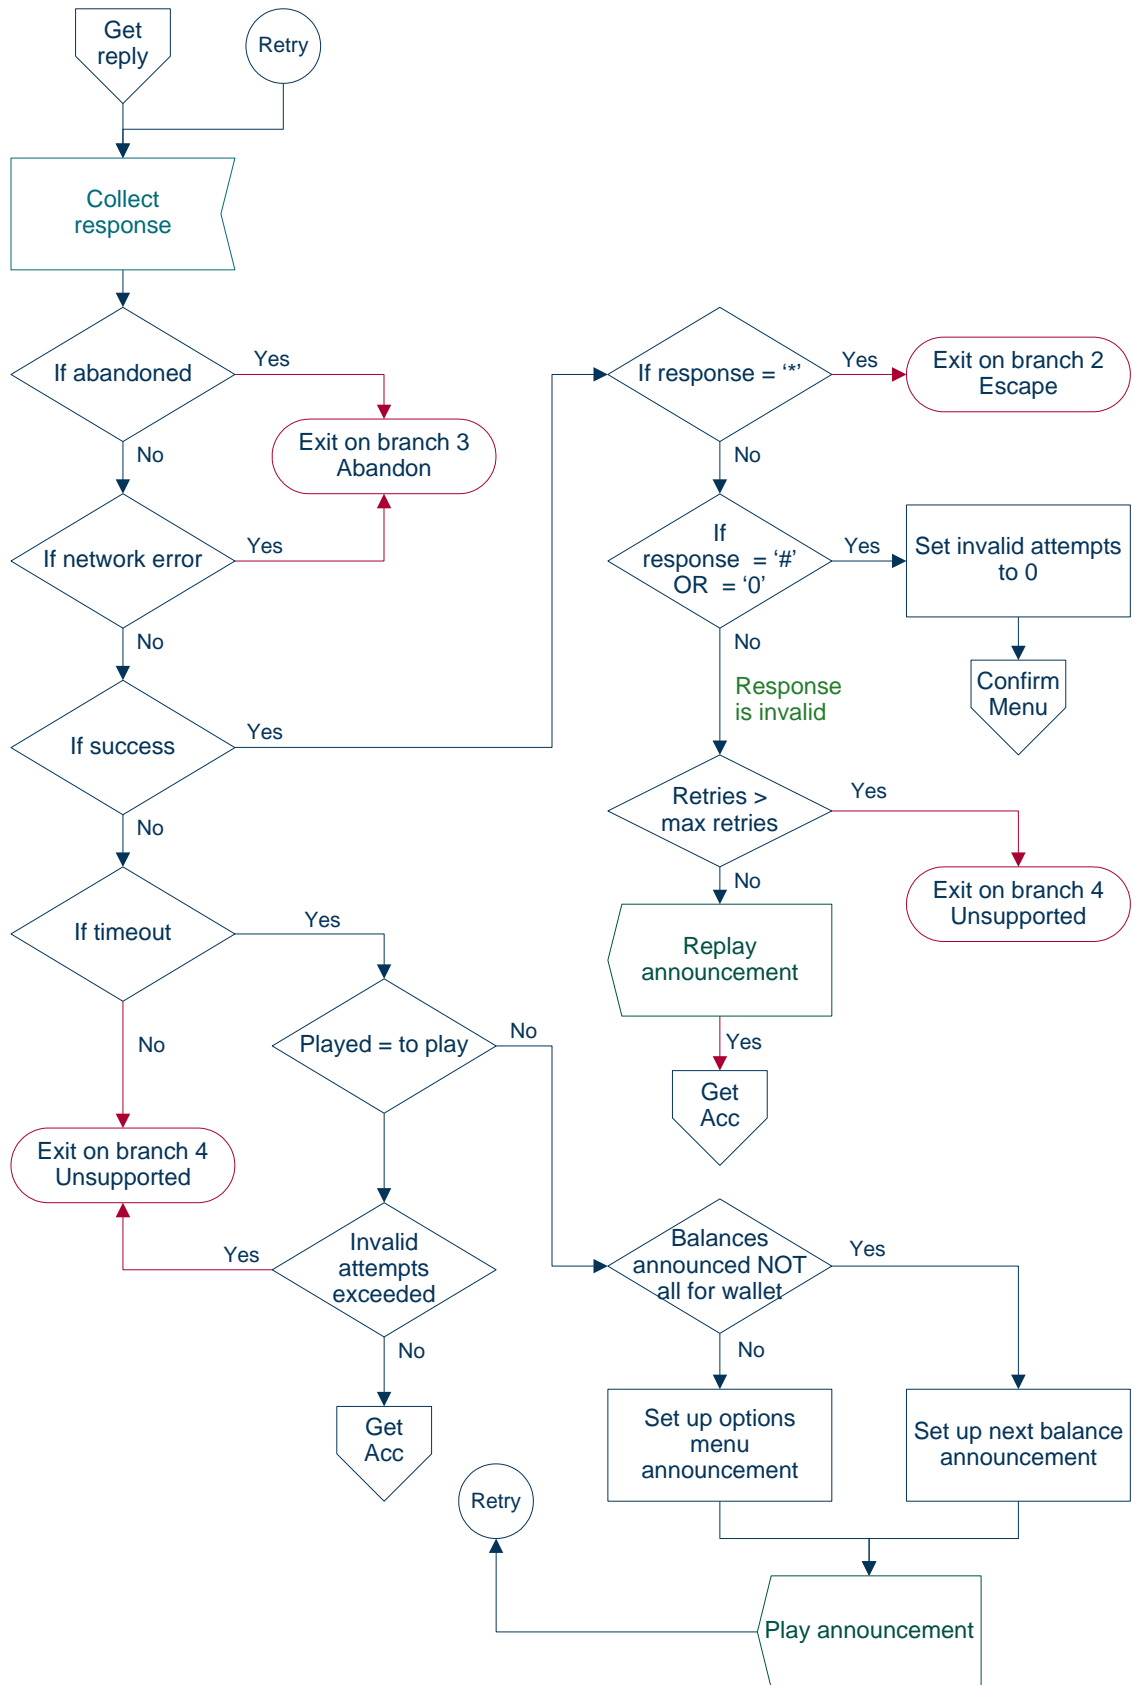 Get
reply
Retry
Collect
response
If abandoned
Yes
No
Exit on branch 3
Abandon
If network error
Yes
No
If success
Yes
No
If timeout
Yes
No
Played = to play
No
Exit on branch 4
Unsupported
Yes
Invalid
attempts
exceeded
No
Get
Acc
If response = ‘*’
Yes
Exit on branch 2
Escape
No
If
response  = ‘#’
OR  = ‘0’
Yes
Set invalid attempts
to 0
No
Confirm
Menu
Response
is invalid
Retries >
max retries
Yes
No
Exit on branch 4
Unsupported
Replay
announcement
Yes
Get
Acc
Balances
announced NOT
all for wallet
Yes
No
Set up options
menu
announcement
Set up next balance
announcement
Retry
Play announcement